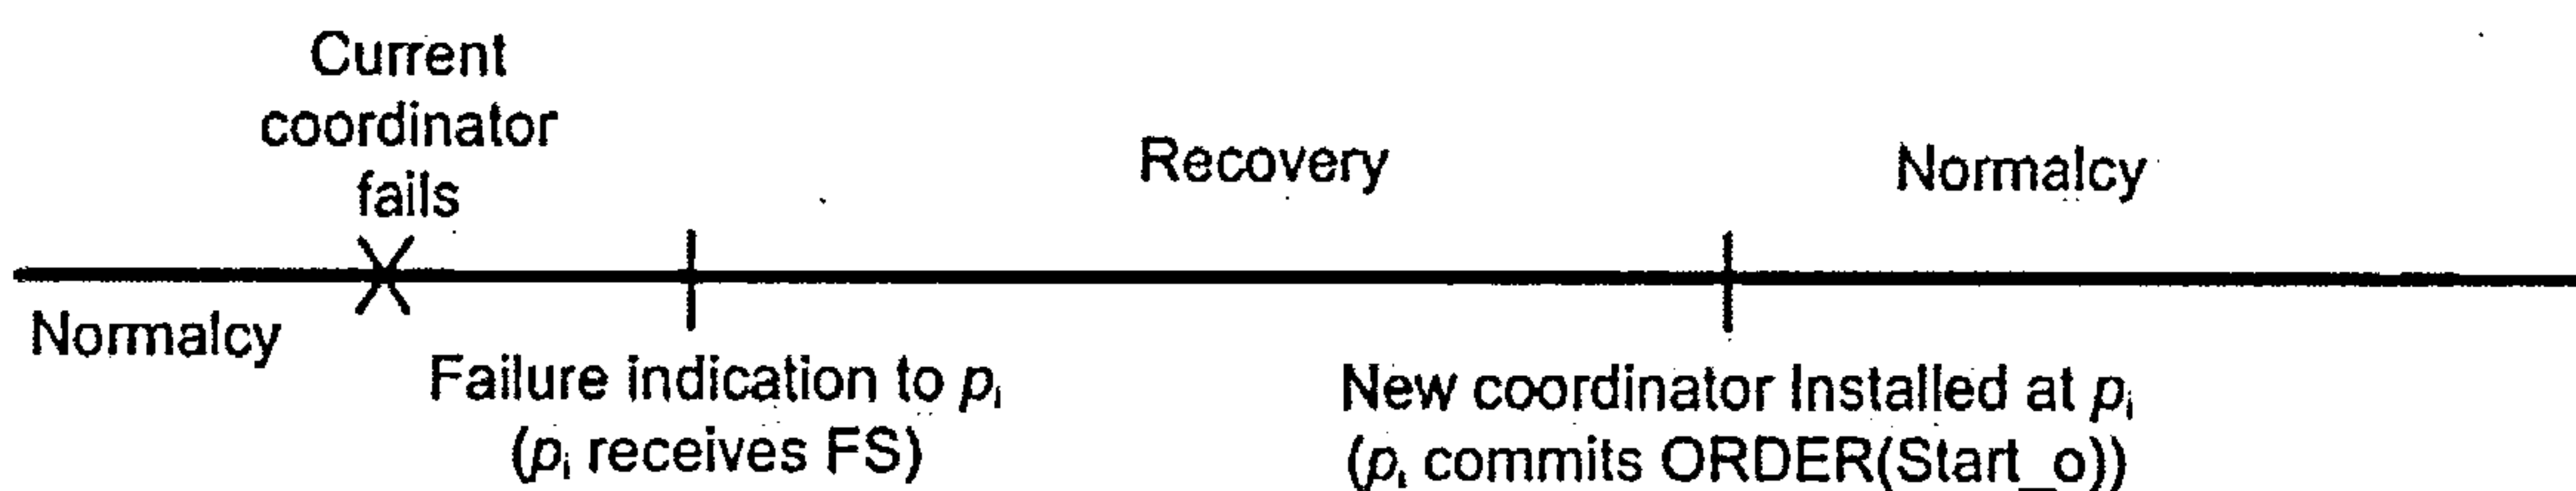 Current
coordinator
fails
Recovery
Normalcy
Normalcy
Failure indication to pᵢ
(pᵢ receives FS)
New coordinator Installed at pᵢ
(pᵢ commits ORDER(Start_o))